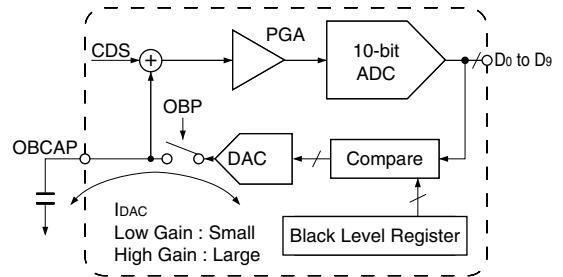 PGA
CDS
+
10-bit
ADC
D0 to D9
OBP
OBCAP
DAC
Compare
IDAC
Low Gain : Small
High Gain : Large
Black Level Register